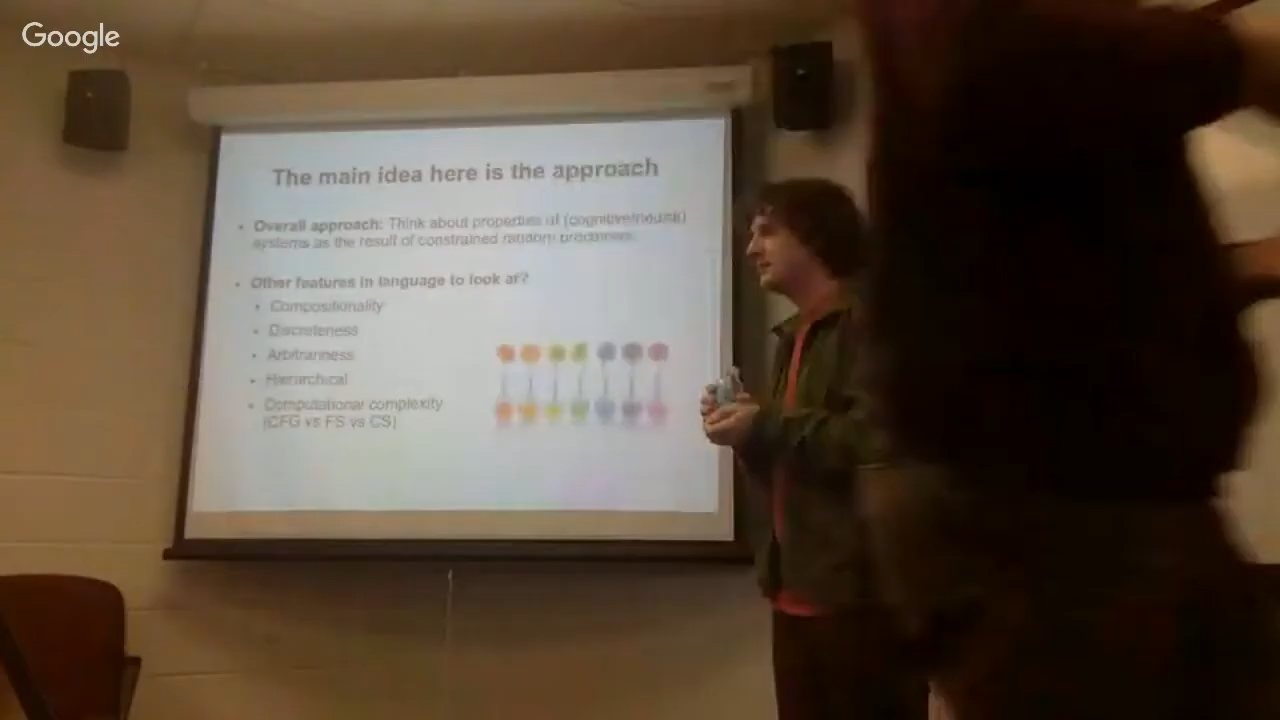 Google
The main idea here is the approach
• Overall approach: Think about properties of (cognitive/neural)
systems as the result of constrained random processes.
• Other features in language to look at?
• Compositionality
• Discreteness
• Arbitrariness
• Hierarchical
• Computational complexity
(CFG vs FS vs CS)